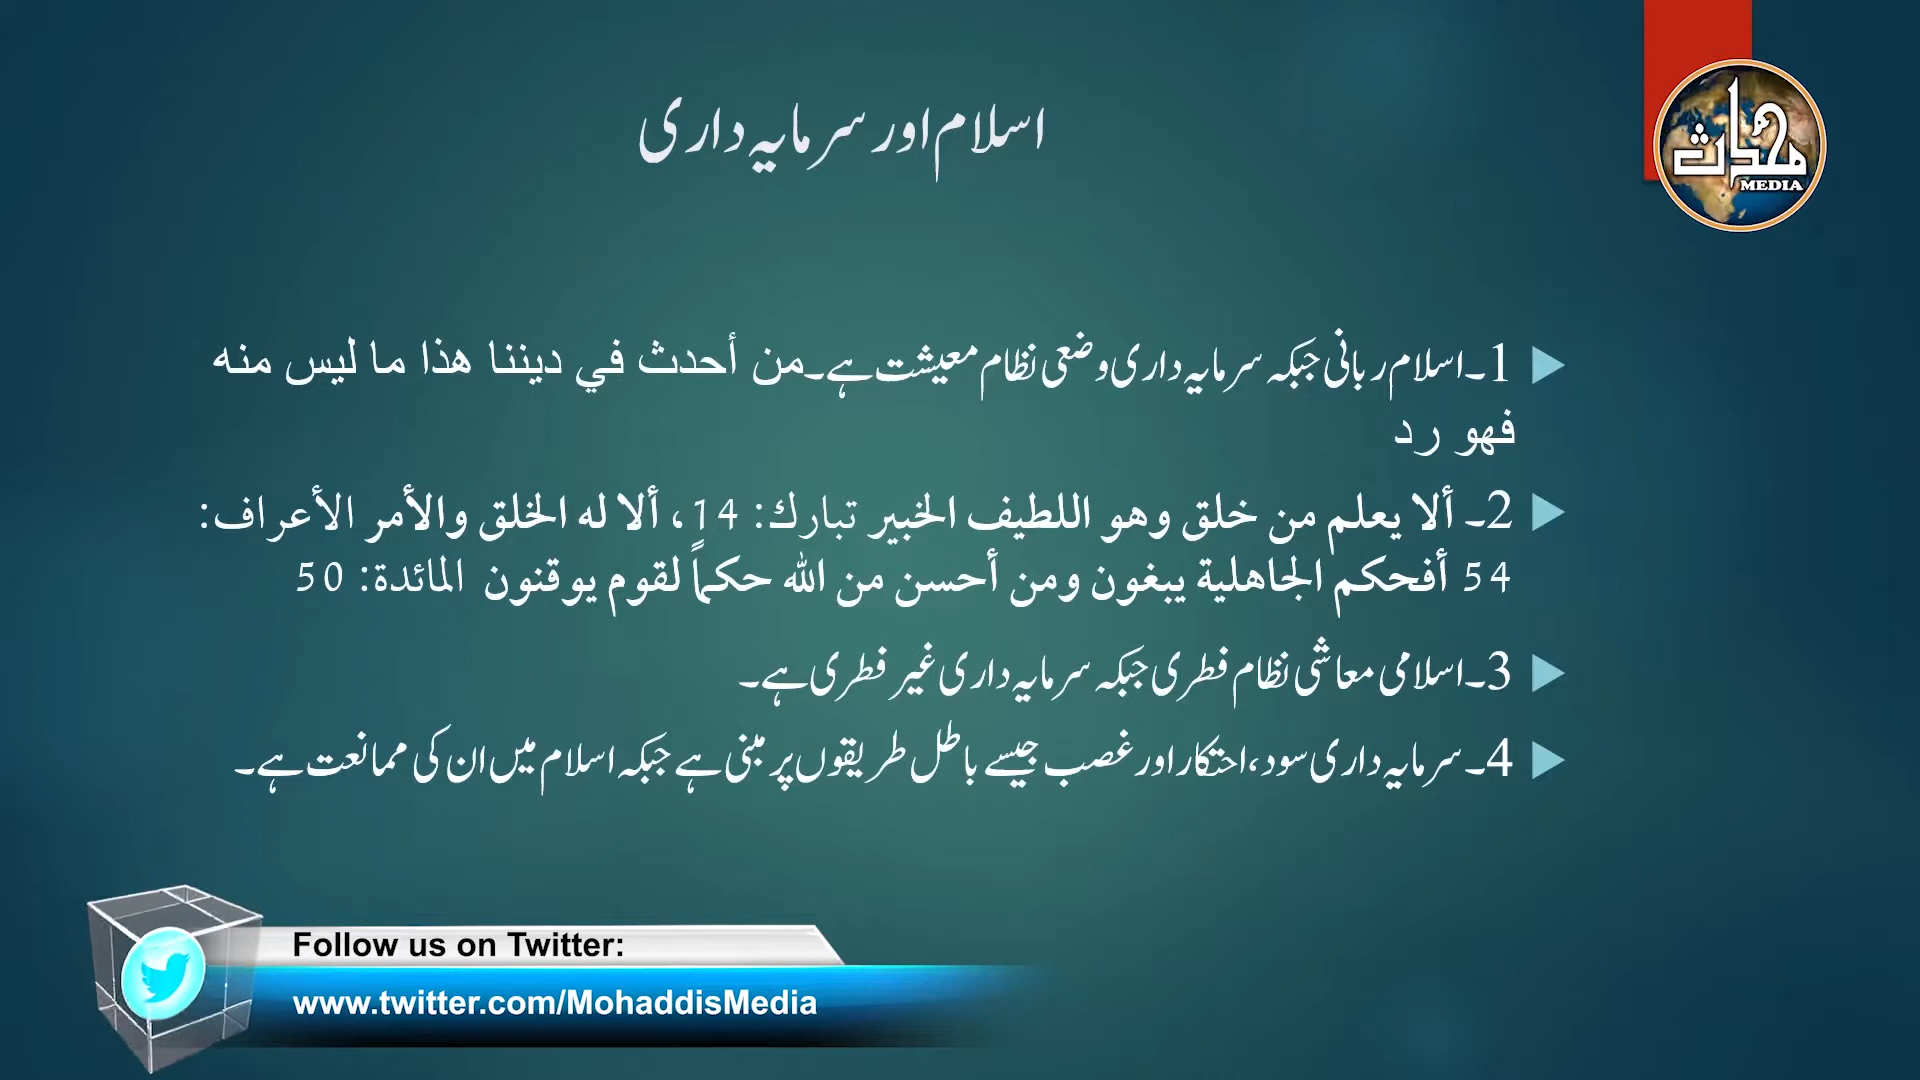 اسلام اور سرمایہ داری
محدث
MEDIA
1۔اسلام ربانی جبکہ سرمایہ داری وضعی نظام معیشت ہے۔من أحدث في ديننا هذا ما ليس منه
فهو رد
2۔ ألا يعلم من خلق وهو اللطيف الخبير تبارك: 14، ألا له الخلق والأمر الأعراف:
54 أفحكم الجاهلية يبغون ومن أحسن من الله حكماً لقوم يوقنون المائدة: 50
3۔اسلامی معاشی نظام فطری جبکہ سرمایہ داری غیر فطری ہے۔
4۔ سرمایہ داری سود، احتکار اور غصب جیسے باطل طریقوں پر مبنی ہے جبکہ اسلام میں ان کی ممانعت ہے۔
Follow us on Twitter:
www.twitter.com/MohaddisMedia